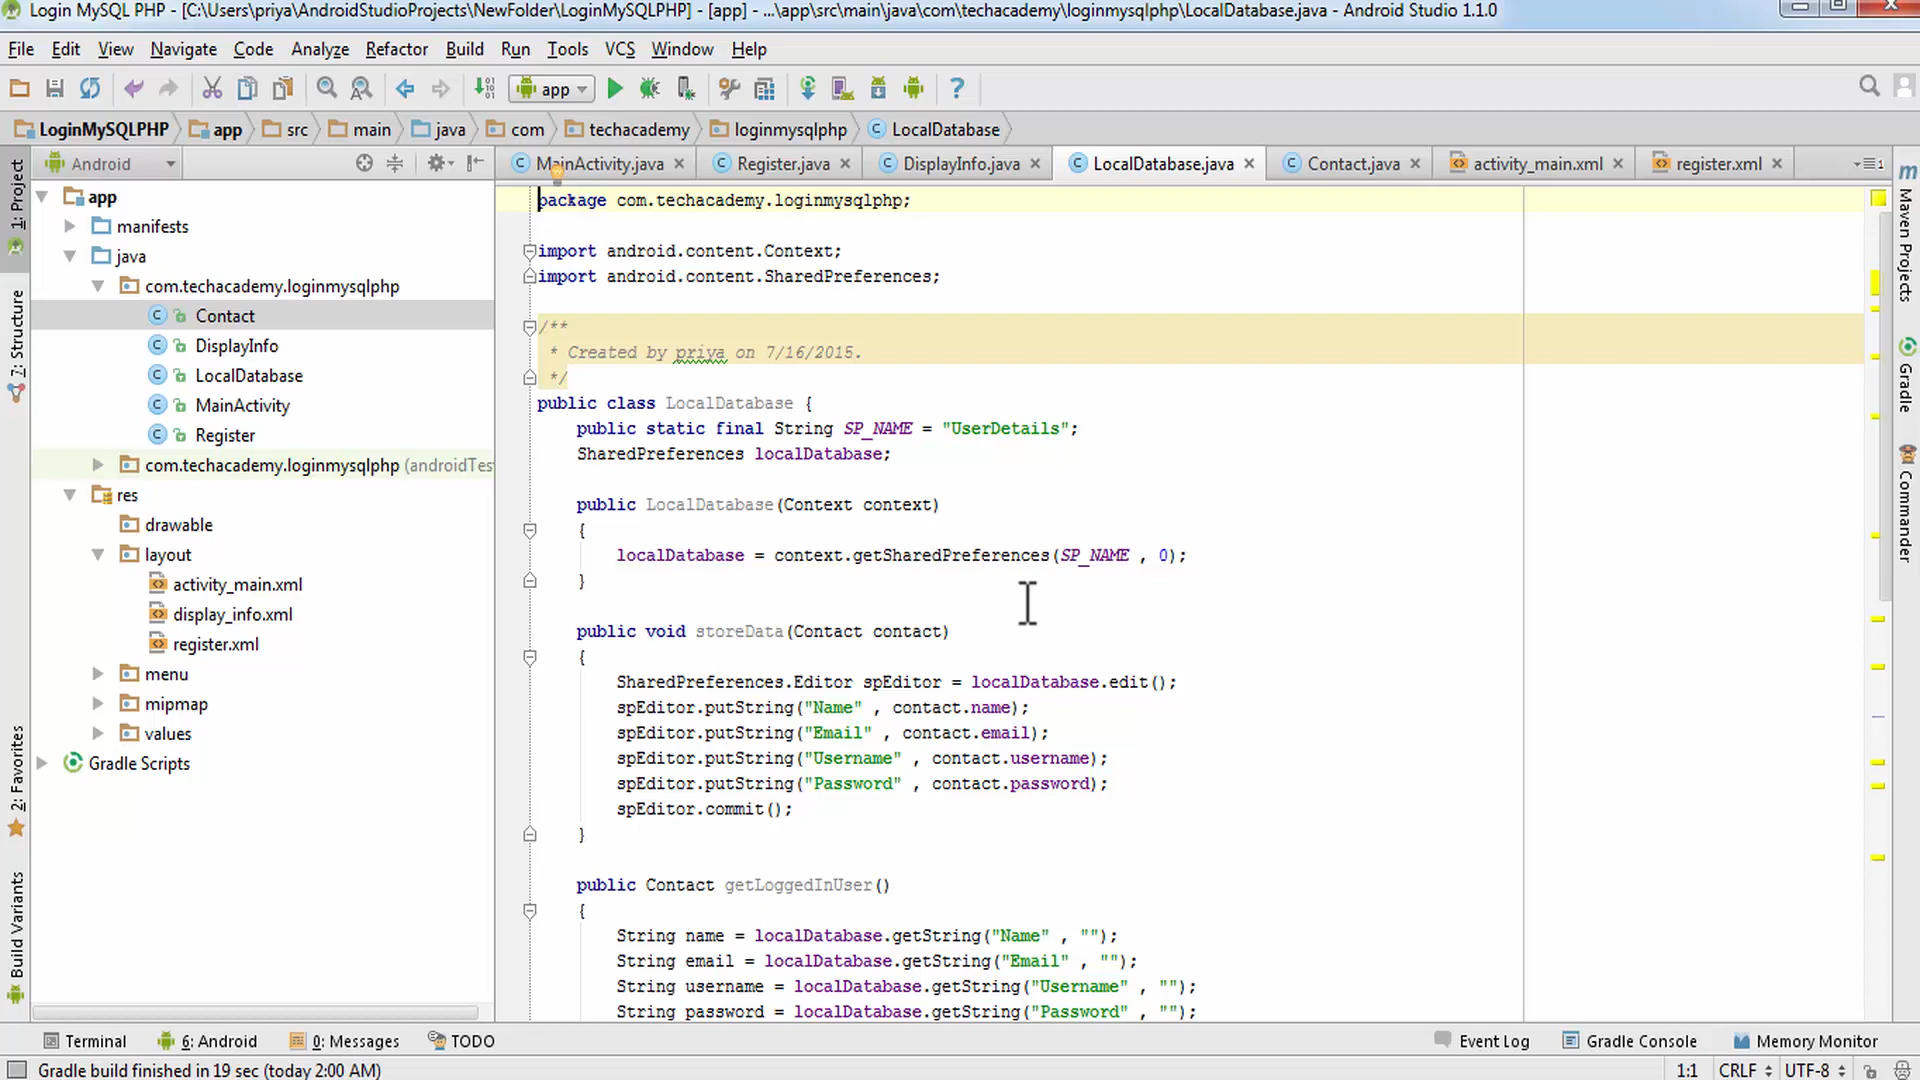 Login MySQL PHP - [C:\Users\priya\AndroidStudioProjects\NewFolder\LoginMySQLPHP] - [app] - ...\app\src\main\java\com\techacademy\loginmysqlphp\LocalDatabase.java - Android Studio 1.1.0
File Edit View Navigate Code Analyze Refactor Build Run Tools VCS Window Help
app
LoginMySQLPHP app src main java com techacademy loginmysqlphp LocalDatabase
Android
MainActivity.java Register.java DisplayInfo.java LocalDatabase.java Contact.java activity_main.xml register.xml
1: Project
7: Structure
2: Favorites
Build Variants
app
manifests
java
com.techacademy.loginmysqlphp
Contact
DisplayInfo
LocalDatabase
MainActivity
Register
com.techacademy.loginmysqlphp (androidTes
res
drawable
layout
activity_main.xml
display_info.xml
register.xml
menu
mipmap
values
Gradle Scripts
package com.techacademy.loginmysqlphp;
import android.content.Context;
import android.content.SharedPreferences;
/**
* Created by priya on 7/16/2015.
*/
public class LocalDatabase {
public static final String SP_NAME = "UserDetails";
SharedPreferences localDatabase;
public LocalDatabase(Context context)
{
localDatabase = context.getSharedPreferences(SP_NAME , 0);
}
public void storeData(Contact contact)
{
SharedPreferences.Editor spEditor = localDatabase.edit();
spEditor.putString("Name" , contact.name);
spEditor.putString("Email" , contact.email);
spEditor.putString("Username" , contact.username);
spEditor.putString("Password" , contact.password);
spEditor.commit();
}
public Contact getLoggedInUser()
{
String name = localDatabase.getString("Name" , "");
String email = localDatabase.getString("Email" , "");
String username = localDatabase.getString("Username" , "");
String password = localDatabase.getString("Password" , "");
Maven Projects
Gradle
Commander
Terminal 6: Android 0: Messages TODO Event Log Gradle Console Memory Monitor
Gradle build finished in 19 sec (today 2:00 AM) 1:1 CRLF UTF-8